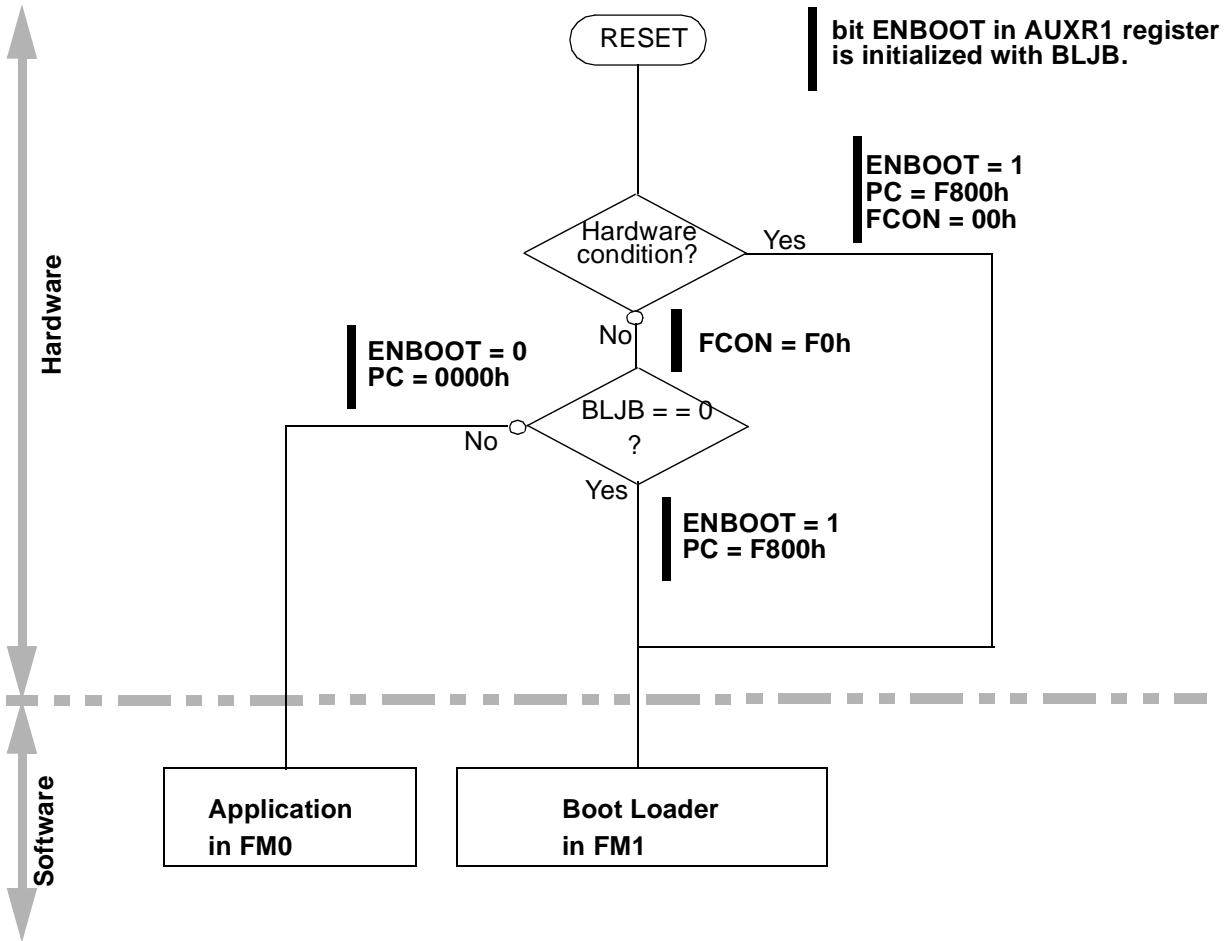 RESET
bit ENBOOT in AUXR1 register
is initialized with BLJB.
ENBOOT = 1
PC = F800h
FCON = 00h
Hardware
condition?
Yes
Hardware
No
FCON = F0h
ENBOOT = 0
PC = 0000h
BLJB = = 0
?
No
Yes
ENBOOT = 1
PC = F800h
Software
Application
in FM0
Boot Loader
in FM1